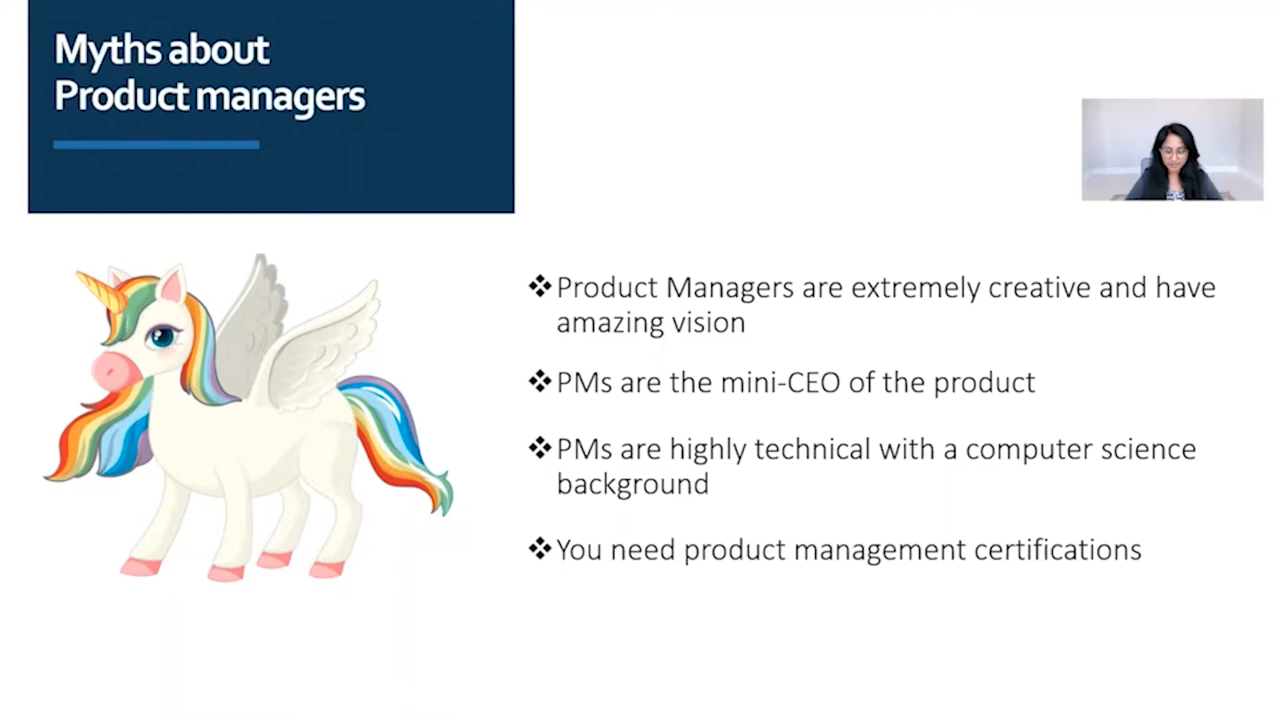 Myths about
Product managers
❖Product Managers are extremely creative and have
amazing vision
❖PMs are the mini-CEO of the product
❖PMs are highly technical with a computer science
background
❖You need product management certifications